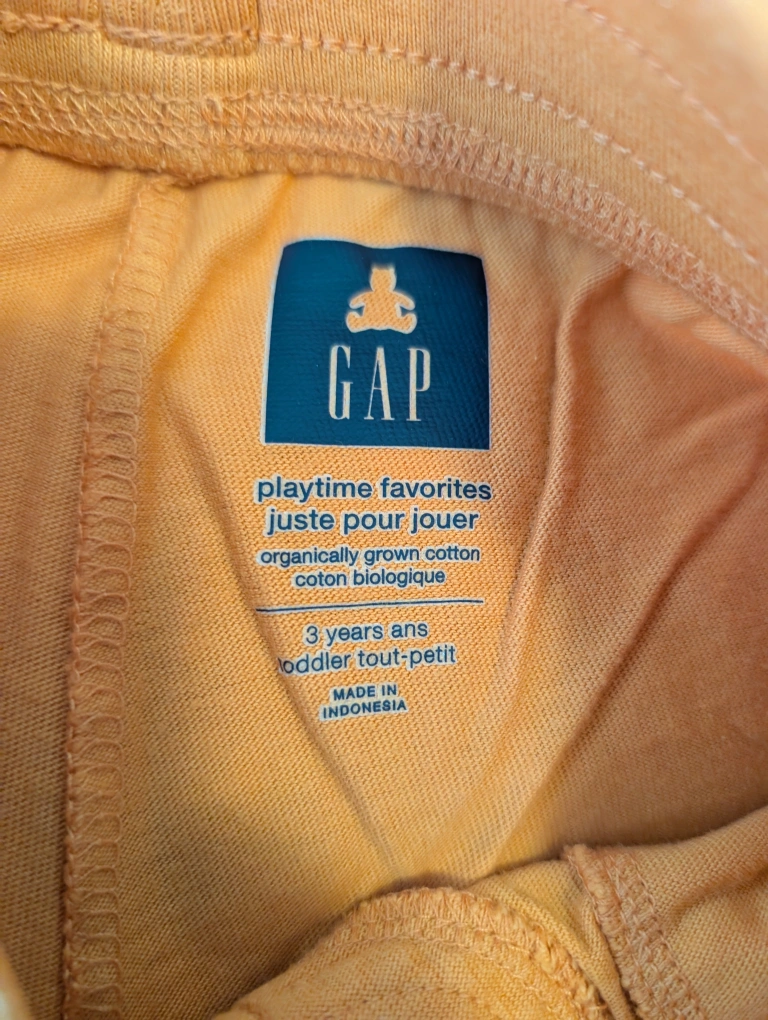 GAP
playtime favorites
juste pour jouer
organically grown cotton
coton biologique
3 years ans
toddler tout-petit
MADE IN
INDONESIA